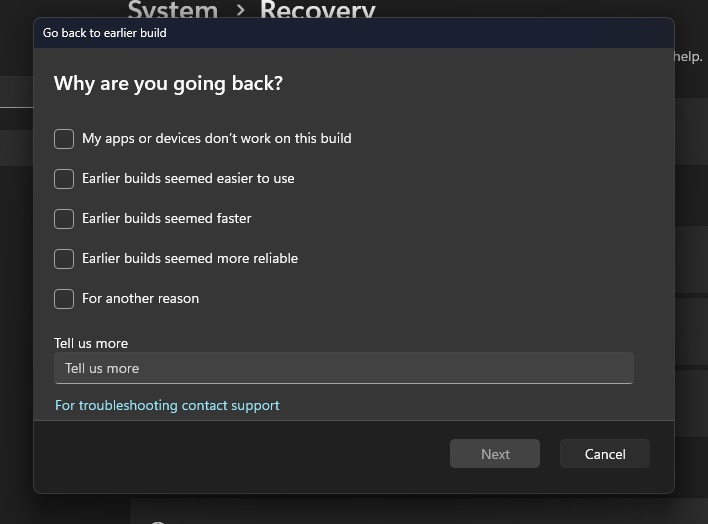 System > Recovery
Go back to earlier build
help.
Why are you going back?
My apps or devices don't work on this build
Earlier builds seemed easier to use
Earlier builds seemed faster
Earlier builds seemed more reliable
For another reason
Tell us more
Tell us more
For troubleshooting contact support
Next
Cancel